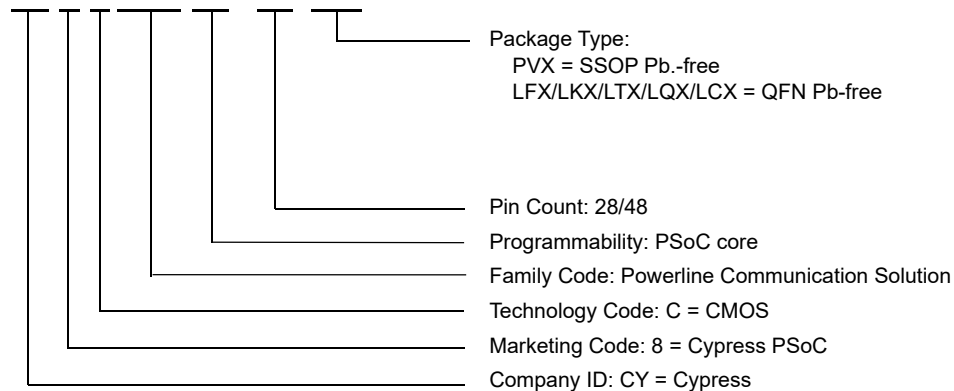 Package Type:
PVX = SSOP Pb.-free
LFX/LKX/LTX/LQX/LCX = QFN Pb-free
Pin Count: 28/48
Programmability: PSoC core
Family Code: Powerline Communication Solution
Technology Code: C = CMOS
Marketing Code: 8 = Cypress PSoC
Company ID: CY = Cypress